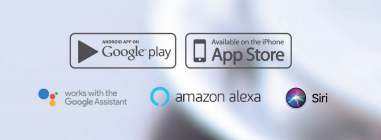 ANDROID APP ON
Google play
Available on the iPhone
App Store
works with the
Google Assistant
amazon alexa
Siri